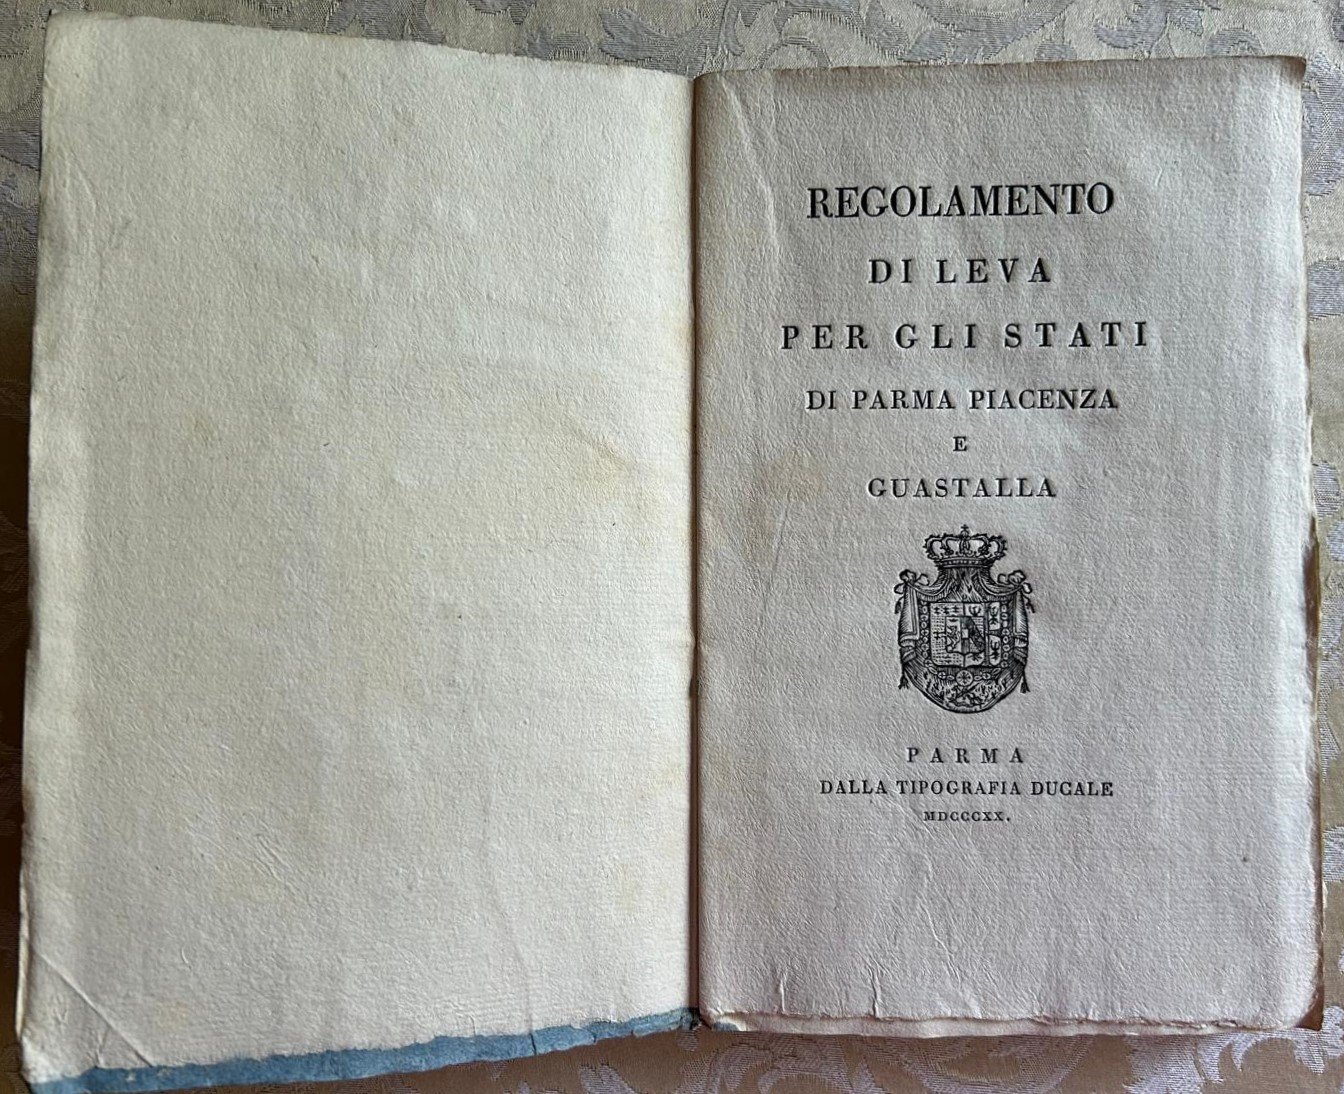 REGOLAMENTO
DI LEVA
PER GLI STATI
DI PARMA PIACENZA
E
GUASTALLA
PARMA
DALLA TIPOGRAFIA DUCALE
MDCCCXX.